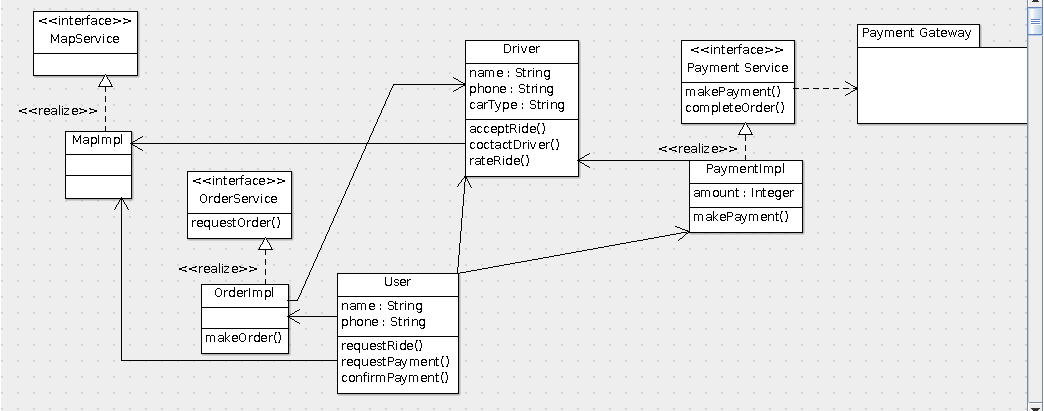 <<interface>>
MapService
<<realize>>
MapImpl
<<interface>>
OrderService
requestOrder()
<<realize>>
OrderImpl
makeOrder()
Driver
name : String
phone : String
carType : String
acceptRide()
coctactDriver()
rateRide()
User
name : String
phone : String
requestRide()
requestPayment()
confirmPayment()
<<interface>>
Payment Service
makePayment()
completeOrder()
<<realize>>
PaymentImpl
amount : Integer
makePayment()
Payment Gateway